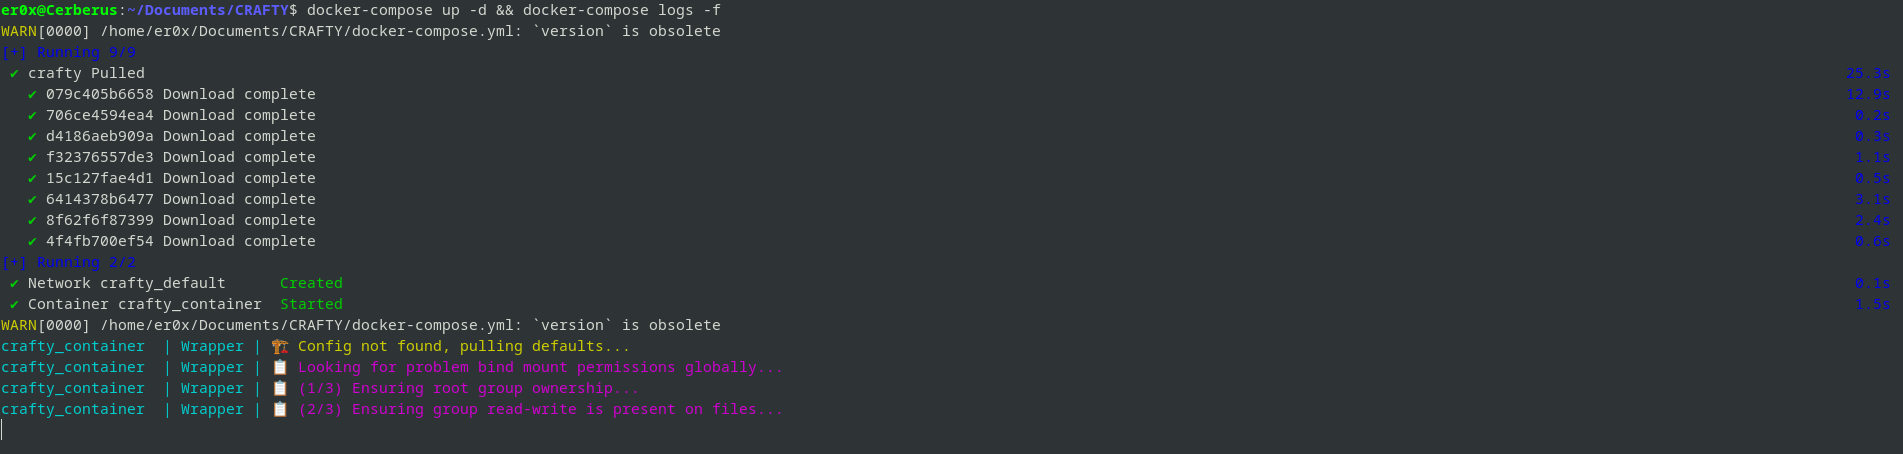 er0x@Cerberus:~/Documents/CRAFTY$ docker-compose up -d && docker-compose logs -f
WARN[0000] /home/er0x/Documents/CRAFTY/docker-compose.yml: `version` is obsolete
[+] Running 9/9
✔ crafty Pulled 25.3s
✔ 079c405b6658 Download complete 12.9s
✔ 706ce4594ea4 Download complete 0.2s
✔ d4186aeb909a Download complete 0.3s
✔ f32376557de3 Download complete 1.1s
✔ 15c127fae4d1 Download complete 0.5s
✔ 6414378b6477 Download complete 3.1s
✔ 8f62f6f87399 Download complete 2.4s
✔ 4f4fb700ef54 Download complete 0.6s
[+] Running 2/2
✔ Network crafty_default Created 0.1s
✔ Container crafty_container Started 1.5s
WARN[0000] /home/er0x/Documents/CRAFTY/docker-compose.yml: `version` is obsolete
crafty_container | Wrapper | 🏗️ Config not found, pulling defaults...
crafty_container | Wrapper | 📋 Looking for problem bind mount permissions globally...
crafty_container | Wrapper | 📋 (1/3) Ensuring root group ownership...
crafty_container | Wrapper | 📋 (2/3) Ensuring group read-write is present on files...